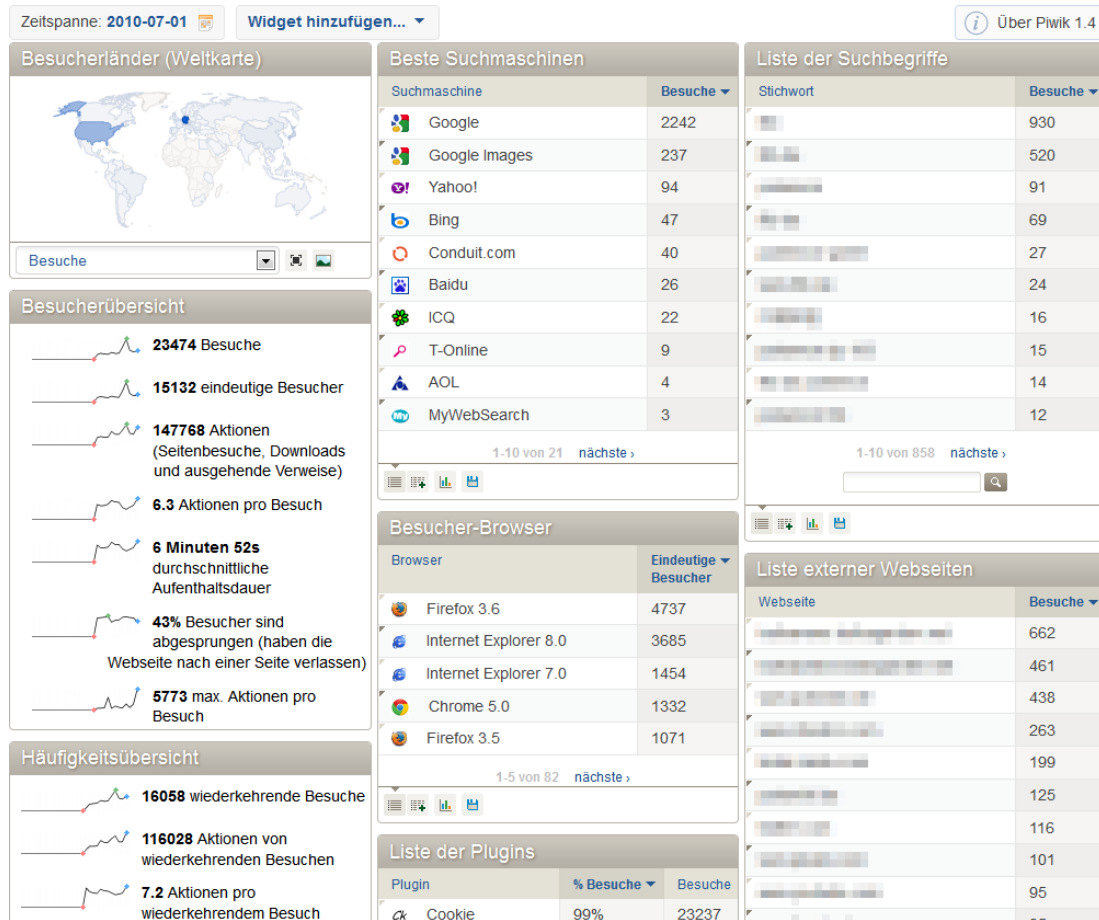 Zeitspanne: 2010-07-01
Widget hinzufügen...
Über Piwik 1.4
Besucherländer (Weltkarte)
Besuche
Besucherübersicht
23474 Besuche
15132 eindeutige Besucher
147768 Aktionen
(Seitenbesuche, Downloads
und ausgehende Verweise)
6.3 Aktionen pro Besuch
6 Minuten 52s
durchschnittliche
Aufenthaltsdauer
43% Besucher sind
abgesprungen (haben die
Webseite nach einer Seite verlassen)
5773 max. Aktionen pro
Besuch
Häufigkeitsübersicht
16058 wiederkehrende Besuche
116028 Aktionen von
wiederkehrenden Besuchen
7.2 Aktionen pro
wiederkehrendem Besuch
Beste Suchmaschinen
Suchmaschine Besuche
Google 2242
Google Images 237
Yahoo! 94
Bing 47
Conduit.com 40
Baidu 26
ICQ 22
T-Online 9
AOL 4
MyWebSearch 3
1-10 von 21 nächste ›
Besucher-Browser
Browser Eindeutige
Besucher
Firefox 3.6 4737
Internet Explorer 8.0 3685
Internet Explorer 7.0 1454
Chrome 5.0 1332
Firefox 3.5 1071
1-5 von 82 nächste ›
Liste der Plugins
Plugin % Besuche Besuche
Cookie 99% 23237
Liste der Suchbegriffe
Stichwort Besuche
930
520
91
69
27
24
16
15
14
12
1-10 von 858 nächste ›
Liste externer Webseiten
Webseite Besuche
662
461
438
263
199
125
116
101
95